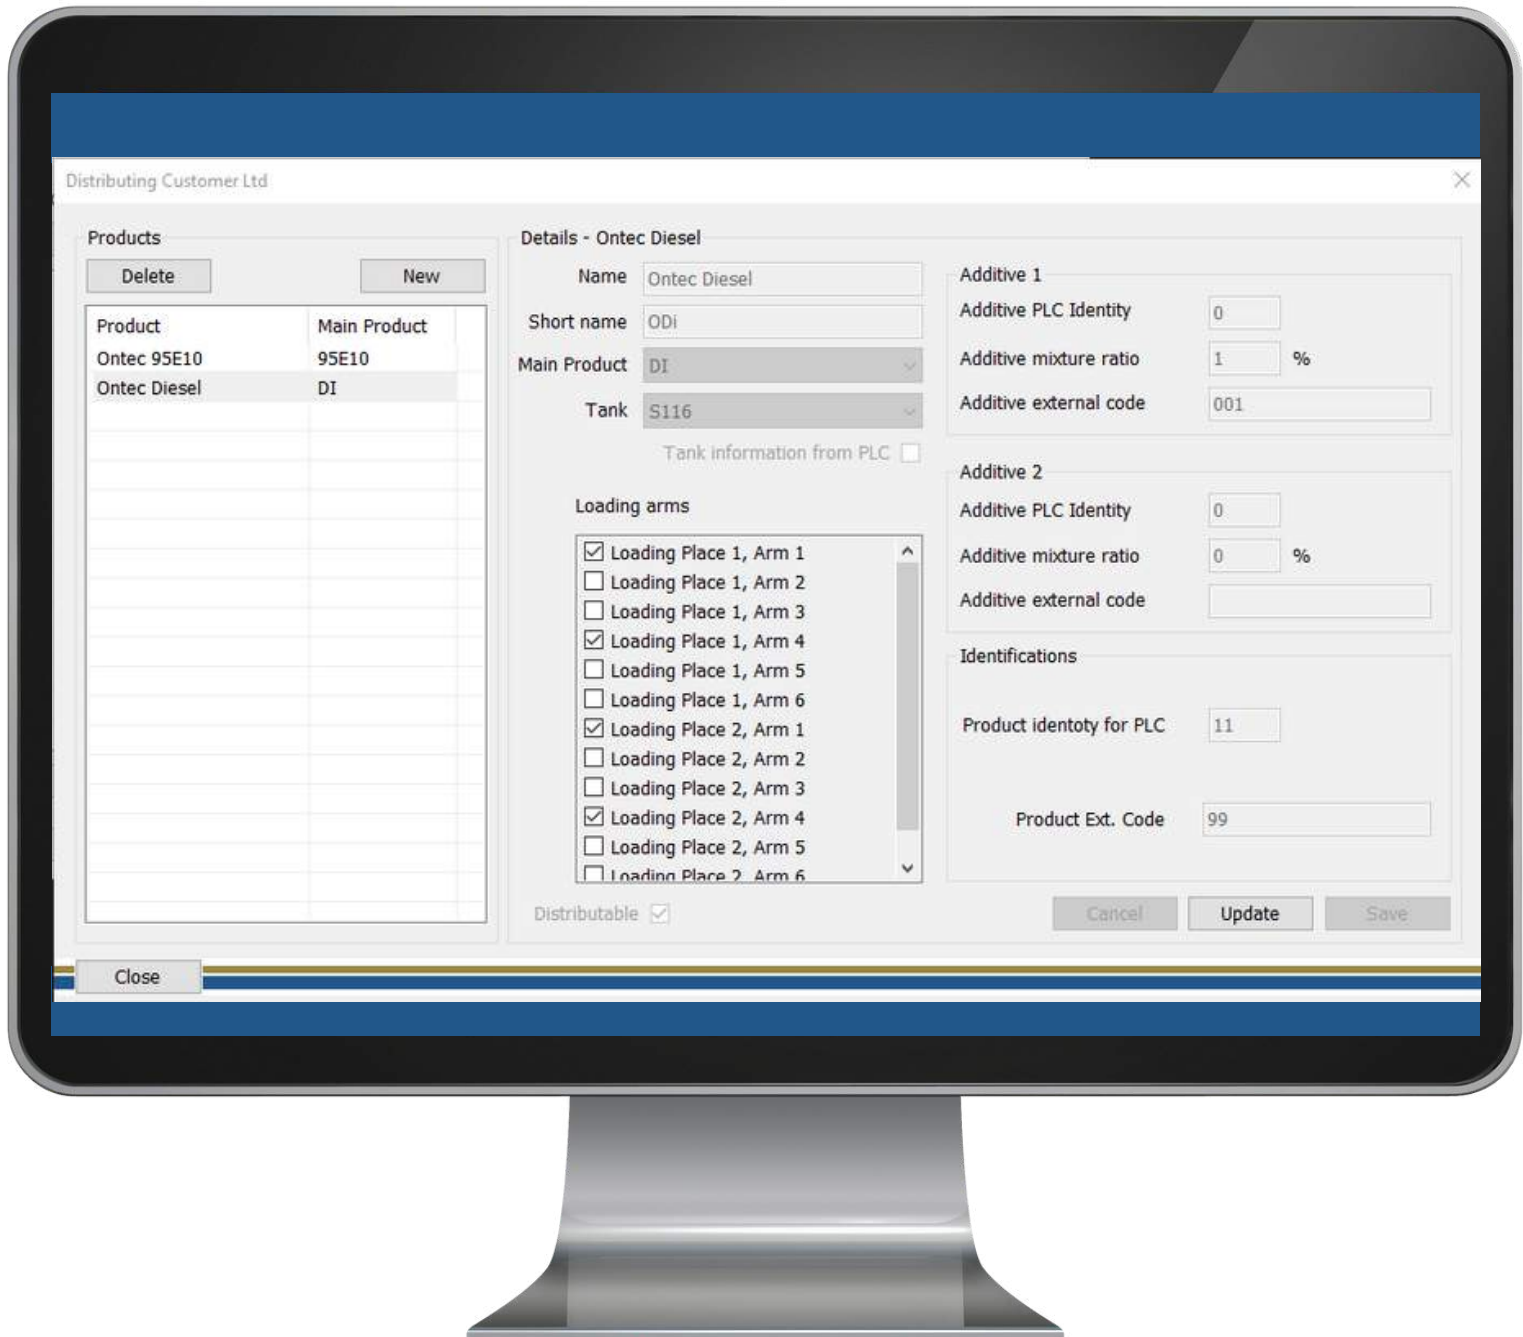 Distributing Customer Ltd
Products
Delete
New
Product Main Product
Ontec 95E10 95E10
Ontec Diesel DI
Close
Details - Ontec Diesel
Name Ontec Diesel
Short name ODi
Main Product DI
Tank S116
Tank information from PLC
Loading arms
Loading Place 1, Arm 1
Loading Place 1, Arm 2
Loading Place 1, Arm 3
Loading Place 1, Arm 4
Loading Place 1, Arm 5
Loading Place 1, Arm 6
Loading Place 2, Arm 1
Loading Place 2, Arm 2
Loading Place 2, Arm 3
Loading Place 2, Arm 4
Loading Place 2, Arm 5
Loading Place 2, Arm 6
Distributable
Additive 1
Additive PLC Identity 0
Additive mixture ratio 1 %
Additive external code 001
Additive 2
Additive PLC Identity 0
Additive mixture ratio 0 %
Additive external code
Identifications
Product identoty for PLC 11
Product Ext. Code 99
Cancel
Update
Save